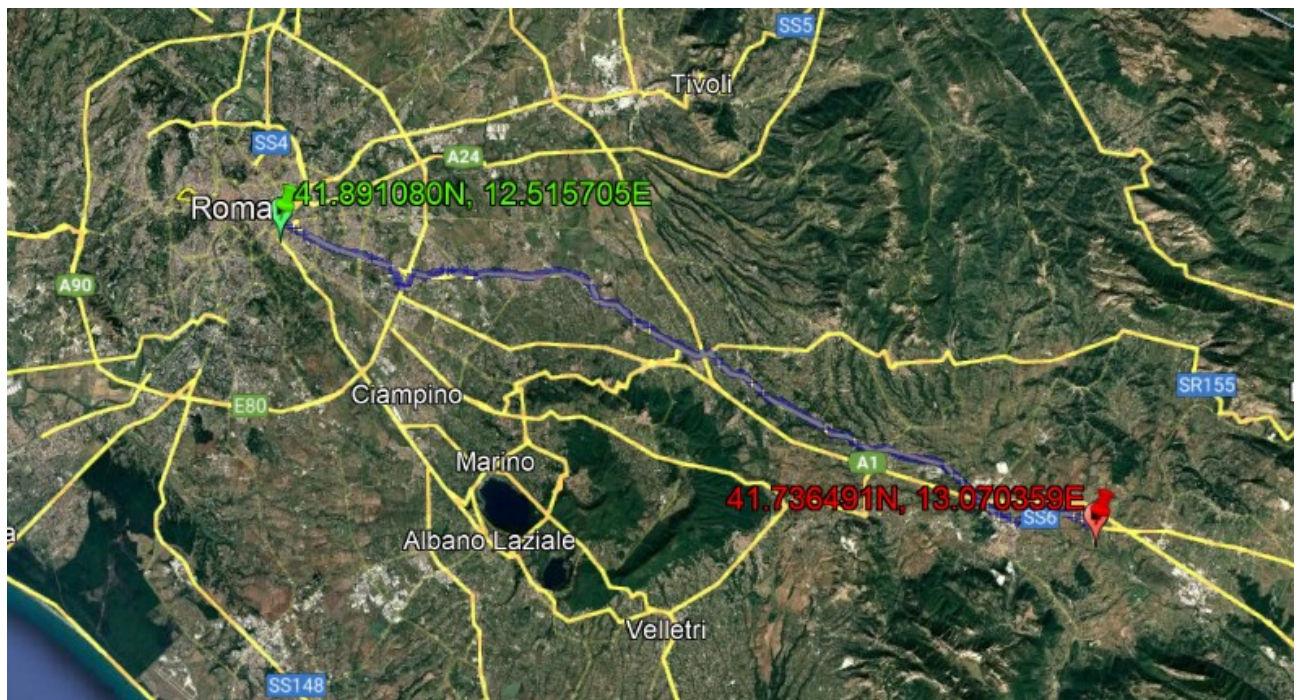 SS5
Tivoli
SS4
A24
41.891080N, 12.515705E
Roma
A90
SR155
Ciampino
E80
Marino
A1
41.736491N, 13.070359E
SS6
Albano Laziale
Velletri
SS148